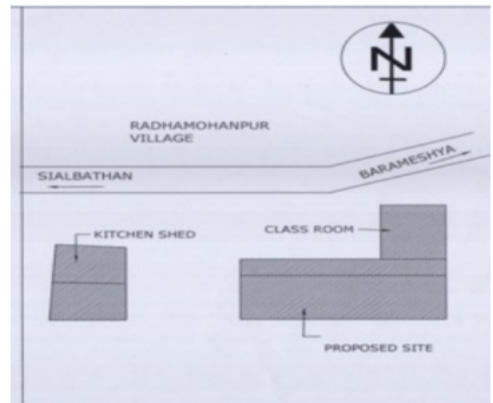 N
RADHAMOHANPUR
VILLAGE
SIALBATHAN
BARAMESHYA
KITCHEN SHED
CLASS ROOM
PROPOSED SITE